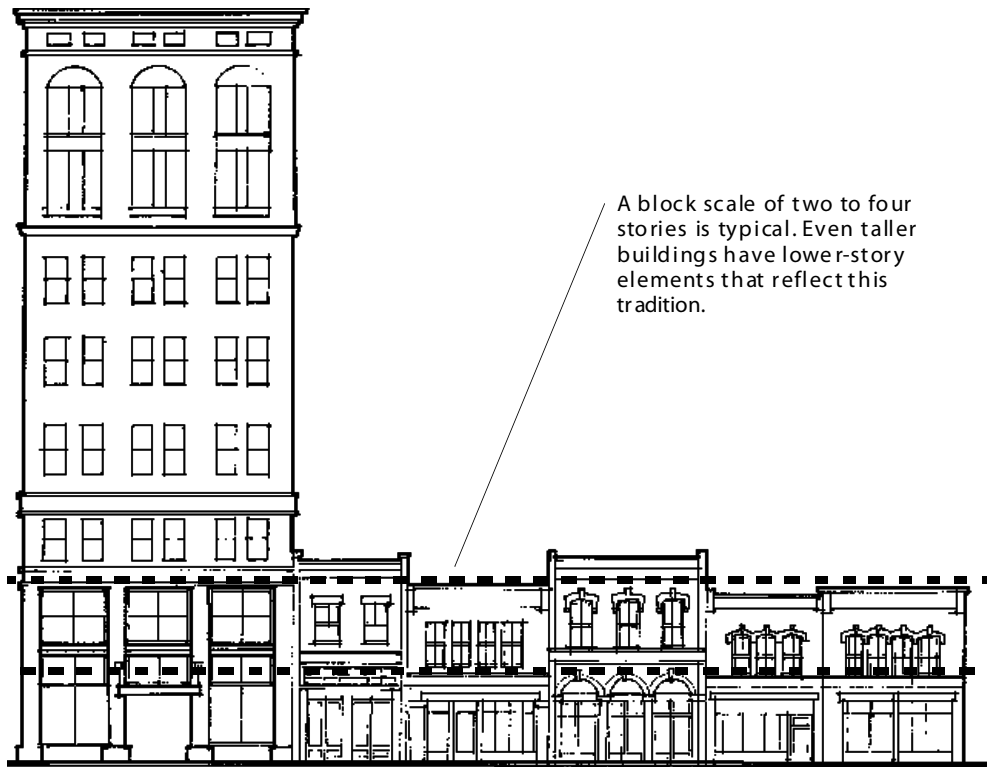 A block scale of two to four
stories is typical. Even taller
buildings have lower-story
elements that reflect this
tradition.